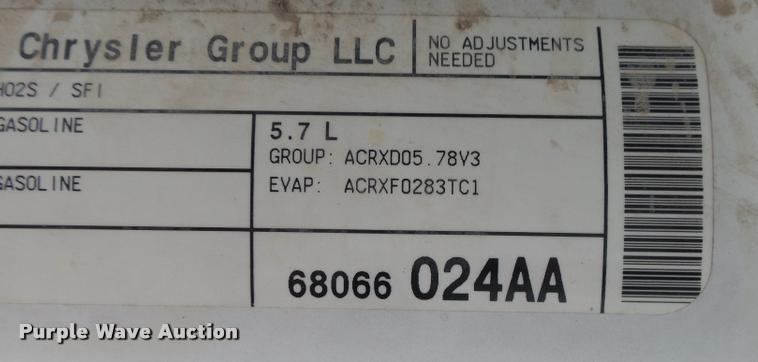 Chrysler Group LLC
NO ADJUSTMENTS
NEEDED
HO2S / SFI
GASOLINE
5.7 L
GROUP: ACRXD05.78V3
GASOLINE
EVAP: ACRXF0283TC1
68066 024AA
Purple Wave Auction